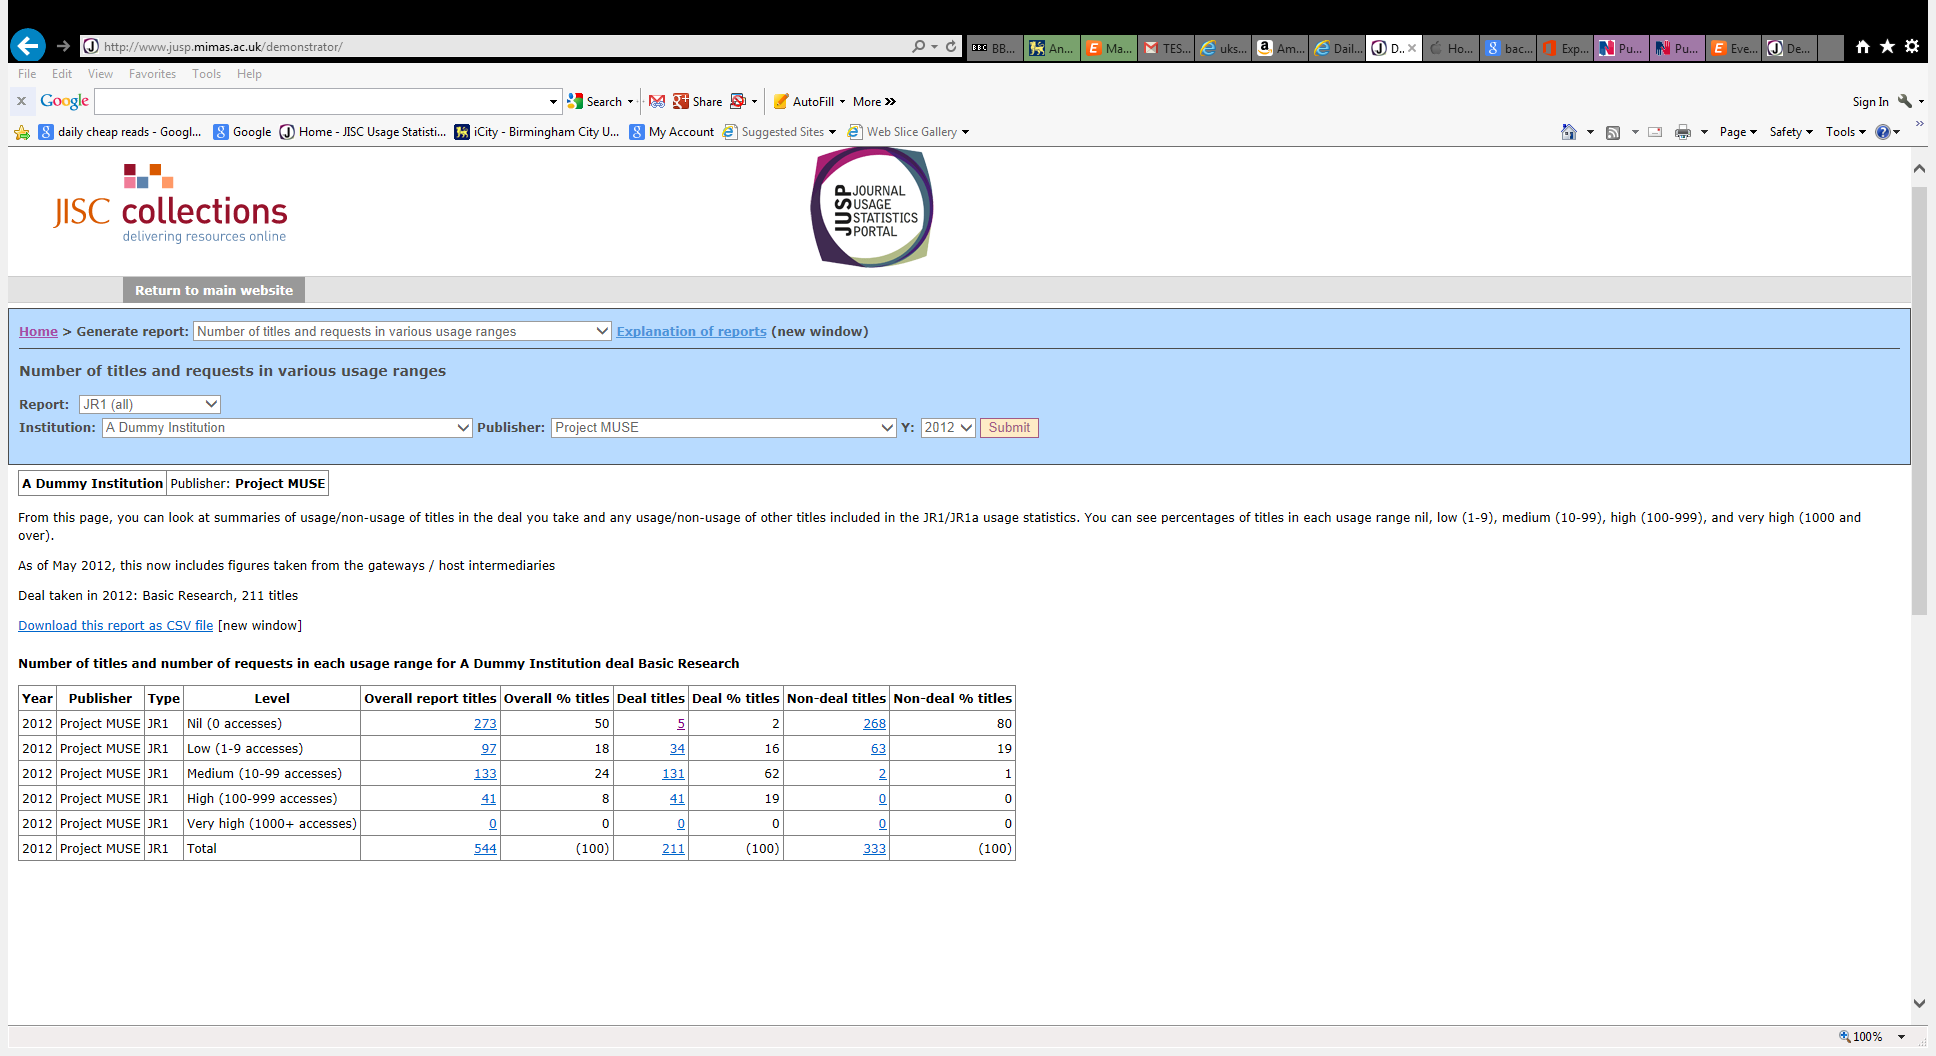 http://www.jusp.mimas.ac.uk/demonstrator/
BBC BB... An... Ma... TES... uks... Am... Dail... D.. Ho... bac... Exp... Pu... Pu... Eve... De...
File Edit View Favorites Tools Help
x Google Search Share AutoFill More Sign In
daily cheap reads - Googl... Google Home - JISC Usage Statisti... iCity - Birmingham City U... My Account Suggested Sites Web Slice Gallery Page Safety Tools
JISC collections
delivering resources online
JUSP JOURNAL
USAGE
STATISTICS
PORTAL
Return to main website
Home > Generate report: Number of titles and requests in various usage ranges Explanation of reports (new window)
Number of titles and requests in various usage ranges
Report: JR1 (all)
Institution: A Dummy Institution Publisher: Project MUSE Y: 2012 Submit
A Dummy Institution Publisher: Project MUSE
From this page, you can look at summaries of usage/non-usage of titles in the deal you take and any usage/non-usage of other titles included in the JR1/JR1a usage statistics. You can see percentages of titles in each usage range nil, low (1-9), medium (10-99), high (100-999), and very high (1000 and
over).
As of May 2012, this now includes figures taken from the gateways / host intermediaries
Deal taken in 2012: Basic Research, 211 titles
Download this report as CSV file [new window]
Number of titles and number of requests in each usage range for A Dummy Institution deal Basic Research
Year Publisher Type Level Overall report titles Overall % titles Deal titles Deal % titles Non-deal titles Non-deal % titles
2012 Project MUSE JR1 Nil (0 accesses) 273 50 5 2 268 80
2012 Project MUSE JR1 Low (1-9 accesses) 97 18 34 16 63 19
2012 Project MUSE JR1 Medium (10-99 accesses) 133 24 131 62 2 1
2012 Project MUSE JR1 High (100-999 accesses) 41 8 41 19 0 0
2012 Project MUSE JR1 Very high (1000+ accesses) 0 0 0 0 0 0
2012 Project MUSE JR1 Total 544 (100) 211 (100) 333 (100)
100%